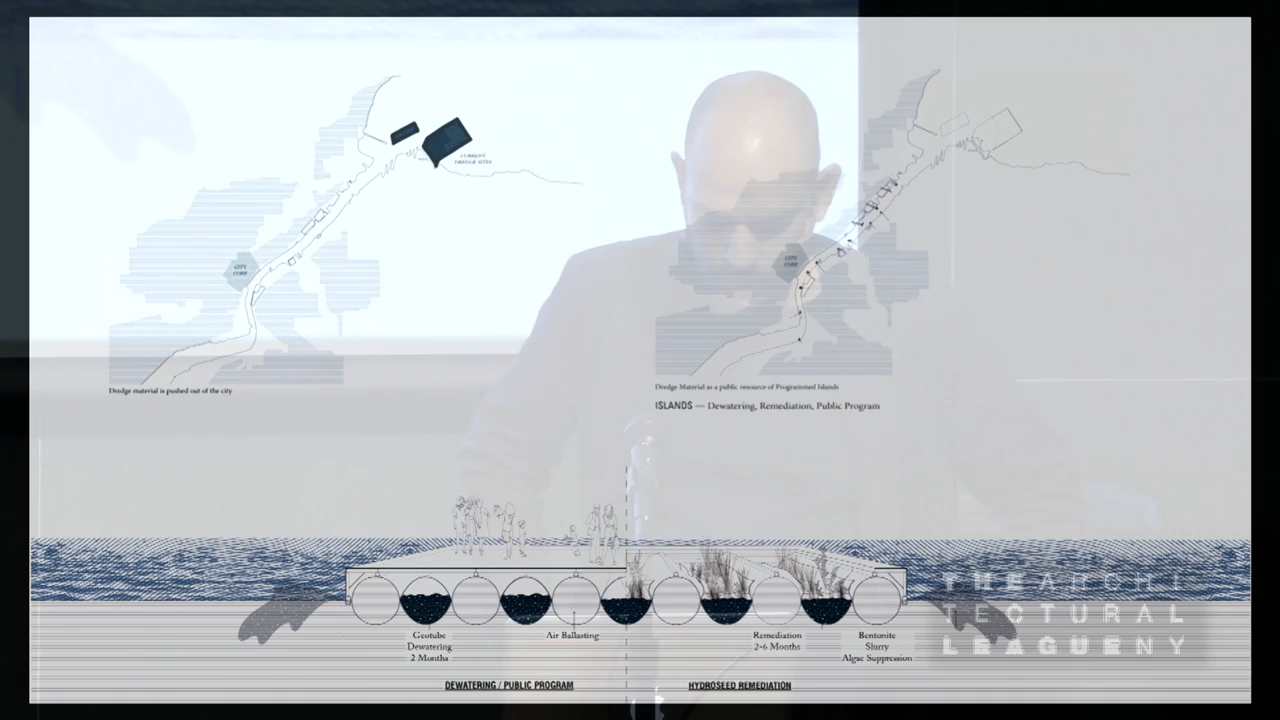 CURRENT
DREDGE SITES
CITY
CORE
CITY
CORE
Dredge material is pushed out of the city
Dredge Material as a public resource of Programmed Islands
ISLANDS — Dewatering, Remediation, Public Program
Geotube
Dewatering
2 Months
Air Ballasting
Remediation
2-6 Months
Bentonite
Slurry
Algae Suppression
DEWATERING / PUBLIC PROGRAM
HYDROSEED REMEDIATION
THE ARCHI
TECTURAL
LEAGUE NY